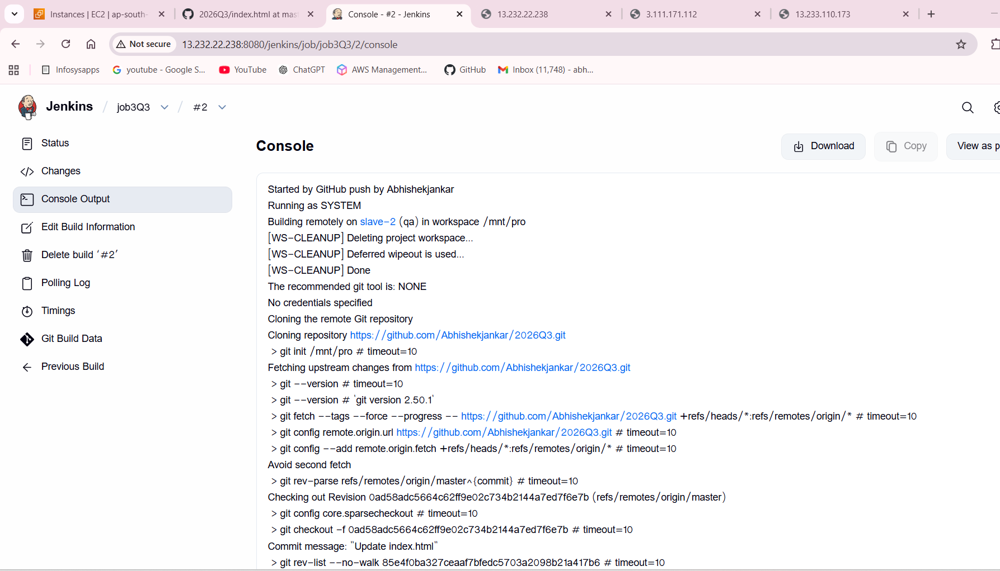 Instances | EC2 | ap-south-
2026Q3/index.html at mas
Console - #2 - Jenkins
13.232.22.238
3.111.171.112
13.233.110.173
Not secure
13.232.22.238:8080/jenkins/job/job3Q3/2/console
Infosysapps
youtube - Google S...
YouTube
ChatGPT
AWS Management...
GitHub
Inbox (11,748) - abh...
Jenkins / job3Q3 / #2
Status
Changes
Console Output
Edit Build Information
Delete build ‘#2’
Polling Log
Timings
Git Build Data
Previous Build
Console
Download
Copy
View as p
Started by GitHub push by Abhishekjankar
Running as SYSTEM
Building remotely on slave-2 (qa) in workspace /mnt/pro
[WS-CLEANUP] Deleting project workspace...
[WS-CLEANUP] Deferred wipeout is used...
[WS-CLEANUP] Done
The recommended git tool is: NONE
No credentials specified
Cloning the remote Git repository
Cloning repository https://github.com/Abhishekjankar/2026Q3.git
> git init /mnt/pro # timeout=10
Fetching upstream changes from https://github.com/Abhishekjankar/2026Q3.git
> git --version # timeout=10
> git --version # 'git version 2.50.1'
> git fetch --tags --force --progress -- https://github.com/Abhishekjankar/2026Q3.git +refs/heads/*:refs/remotes/origin/* # timeout=10
> git config remote.origin.url https://github.com/Abhishekjankar/2026Q3.git # timeout=10
> git config --add remote.origin.fetch +refs/heads/*:refs/remotes/origin/* # timeout=10
Avoid second fetch
> git rev-parse refs/remotes/origin/master^{commit} # timeout=10
Checking out Revision 0ad58adc5664c62ff9e02c734b2144a7ed7f6e7b (refs/remotes/origin/master)
> git config core.sparsecheckout # timeout=10
> git checkout -f 0ad58adc5664c62ff9e02c734b2144a7ed7f6e7b # timeout=10
Commit message: "Update index.html"
> git rev-list --no-walk 85e4f0ba327ceaaf7bfedc5703a2098b21a417b6 # timeout=10